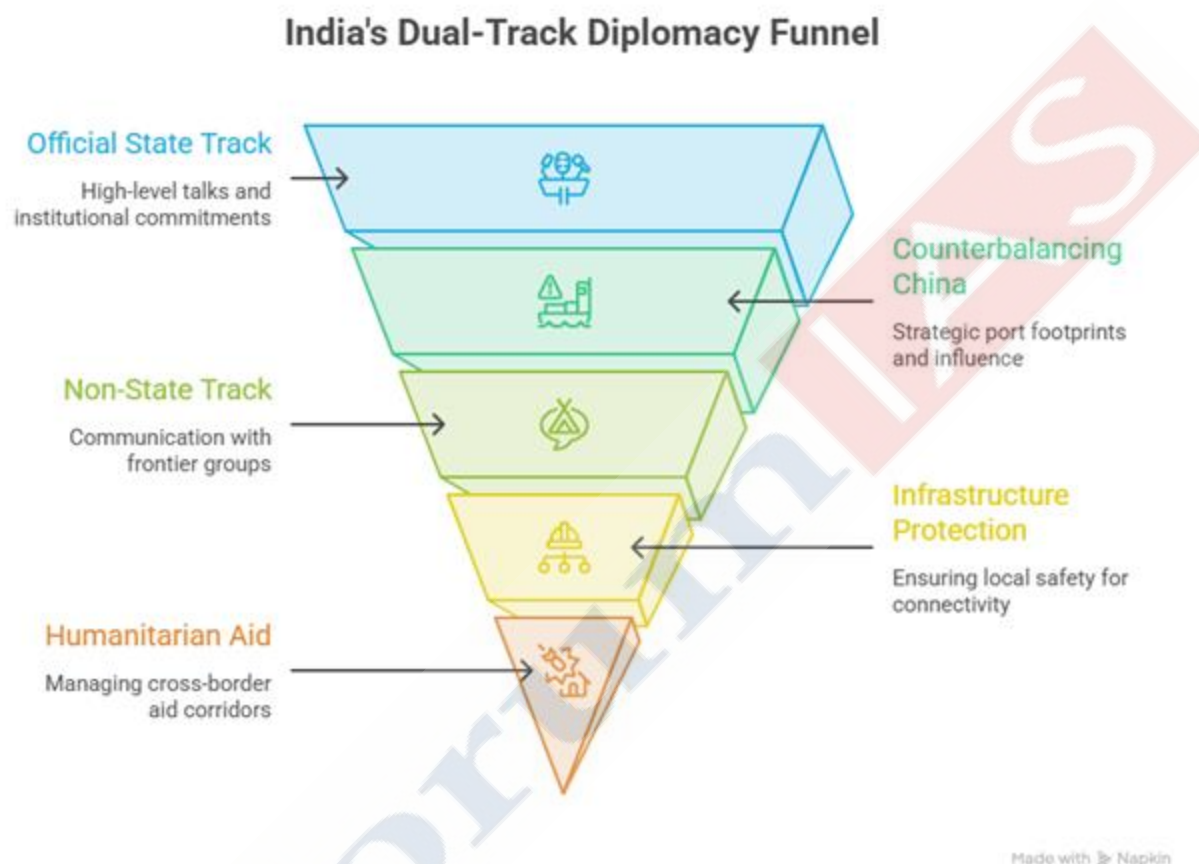 India's Dual-Track Diplomacy Funnel
Official State Track
High-level talks and
institutional commitments
Counterbalancing
China
Strategic port footprints
and influence
Non-State Track
Communication with
frontier groups
Infrastructure
Protection
Ensuring local safety for
connectivity
Humanitarian Aid
Managing cross-border
aid corridors
orumIAS
Made with Napkin